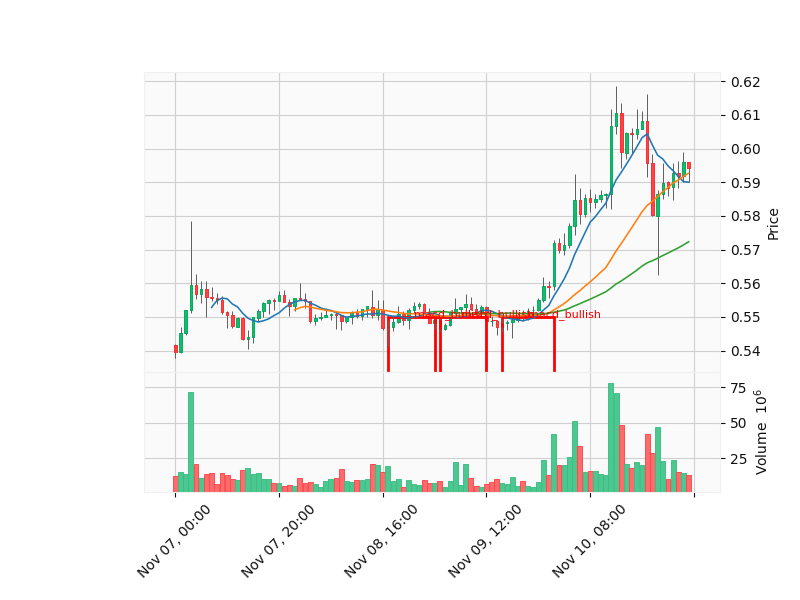 0.62
0.61
0.60
0.59
0.58
0.57
0.56
0.55
0.54
Price
_bullish
75
50
25
Volume 10^6
Nov 07, 00:00
Nov 07, 20:00
Nov 08, 16:00
Nov 09, 12:00
Nov 10, 08:00